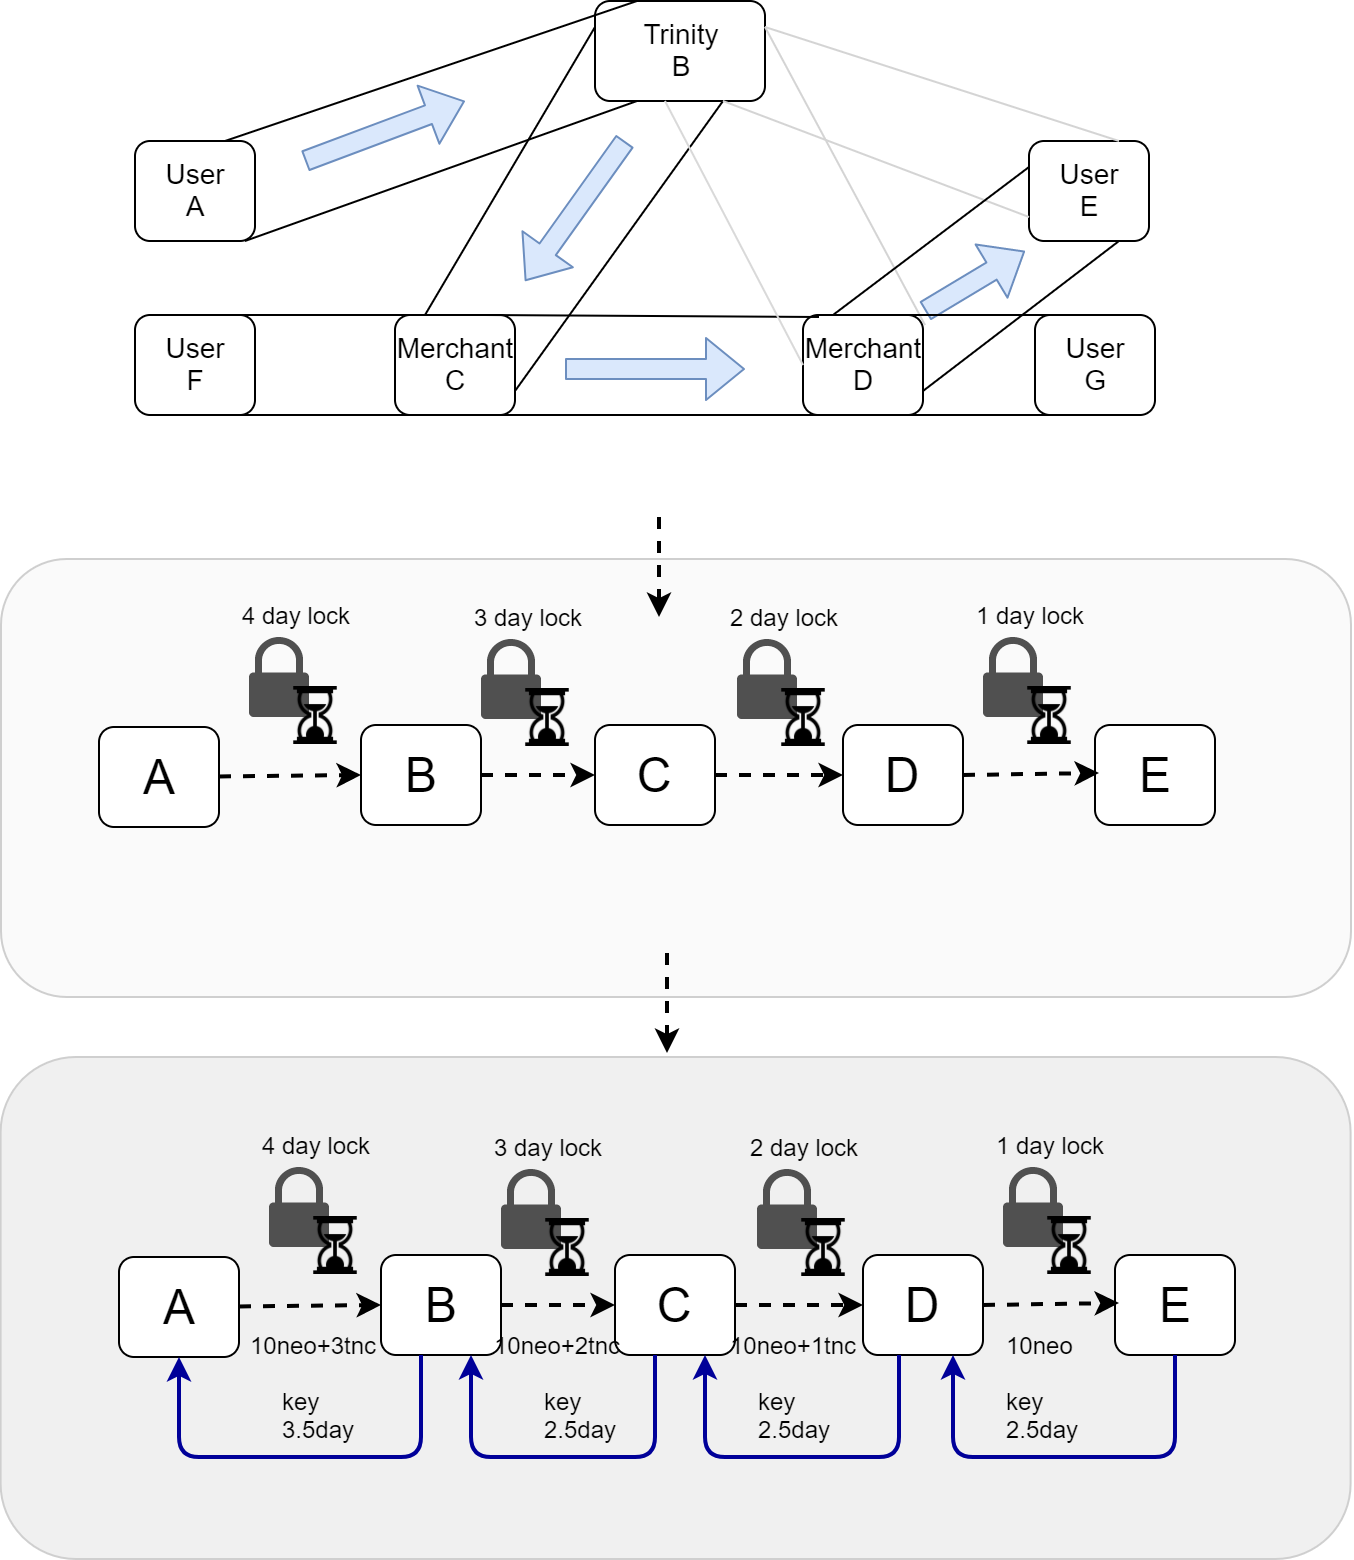 Trinity
B
User
A
User
E
User
F
Merchant
C
Merchant
D
User
G
4 day lock
3 day lock
2 day lock
1 day lock
A
B
C
D
E
4 day lock
3 day lock
2 day lock
1 day lock
A
B
C
D
E
10neo+3tnc
10neo+2tnc
10neo+1tnc
10neo
key
3.5day
key
2.5day
key
2.5day
key
2.5day